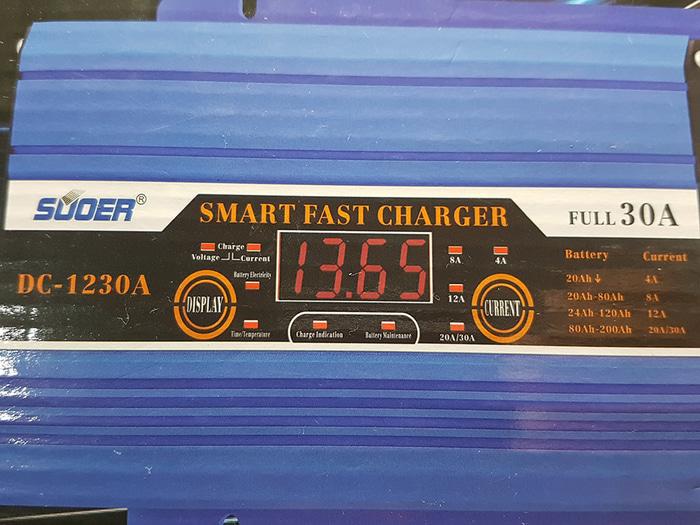 SUOER®
SMART FAST CHARGER
FULL 30A
DC-1230A
Charge
Voltage Current
Battery Electricity
DISPLAY
Time/Temperature
13.65
Charge Indication
Battery Maintenance
8A
4A
12A
20A/30A
CURRENT
Battery Current
20Ah↓ 4A
20Ah-80Ah 8A
24Ah-120Ah 12A
80Ah-200Ah 20A/30A